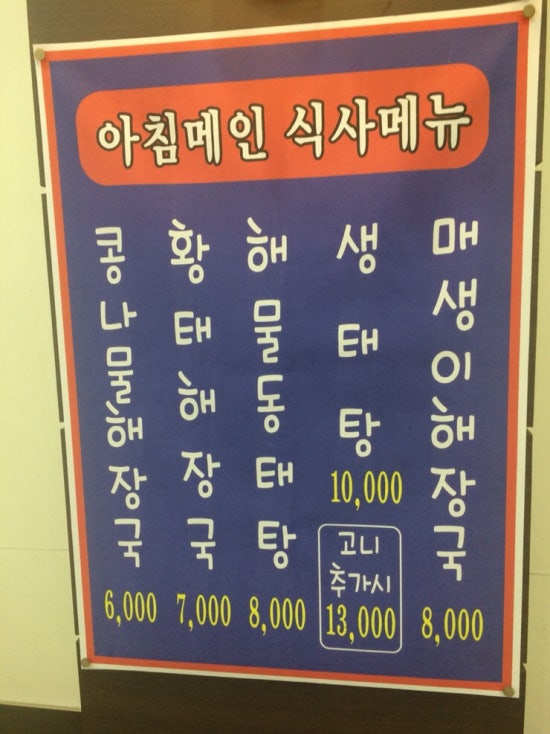 아침메인 식사메뉴
콩나물해장국
6,000
황태해장국
7,000
해물동태탕
8,000
생태탕
10,000
고니
추가시
13,000
매생이해장국
8,000